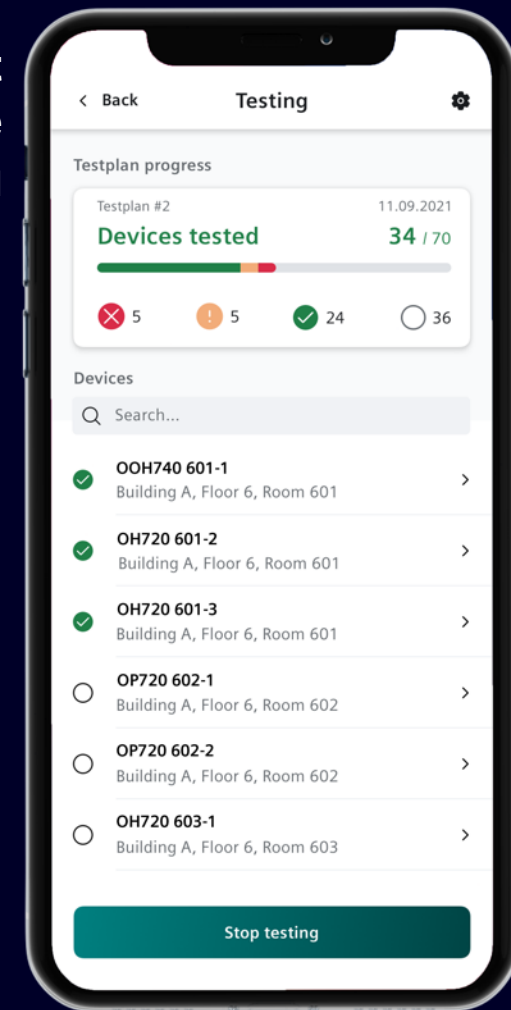 Back
Testing
Testplan progress
Testplan #2
11.09.2021
Devices tested
34 / 70
5
5
24
36
Devices
Search...
OOH740 601-1
Building A, Floor 6, Room 601
OH720 601-2
Building A, Floor 6, Room 601
OH720 601-3
Building A, Floor 6, Room 601
OP720 602-1
Building A, Floor 6, Room 602
OP720 602-2
Building A, Floor 6, Room 602
OH720 603-1
Building A, Floor 6, Room 603
Stop testing